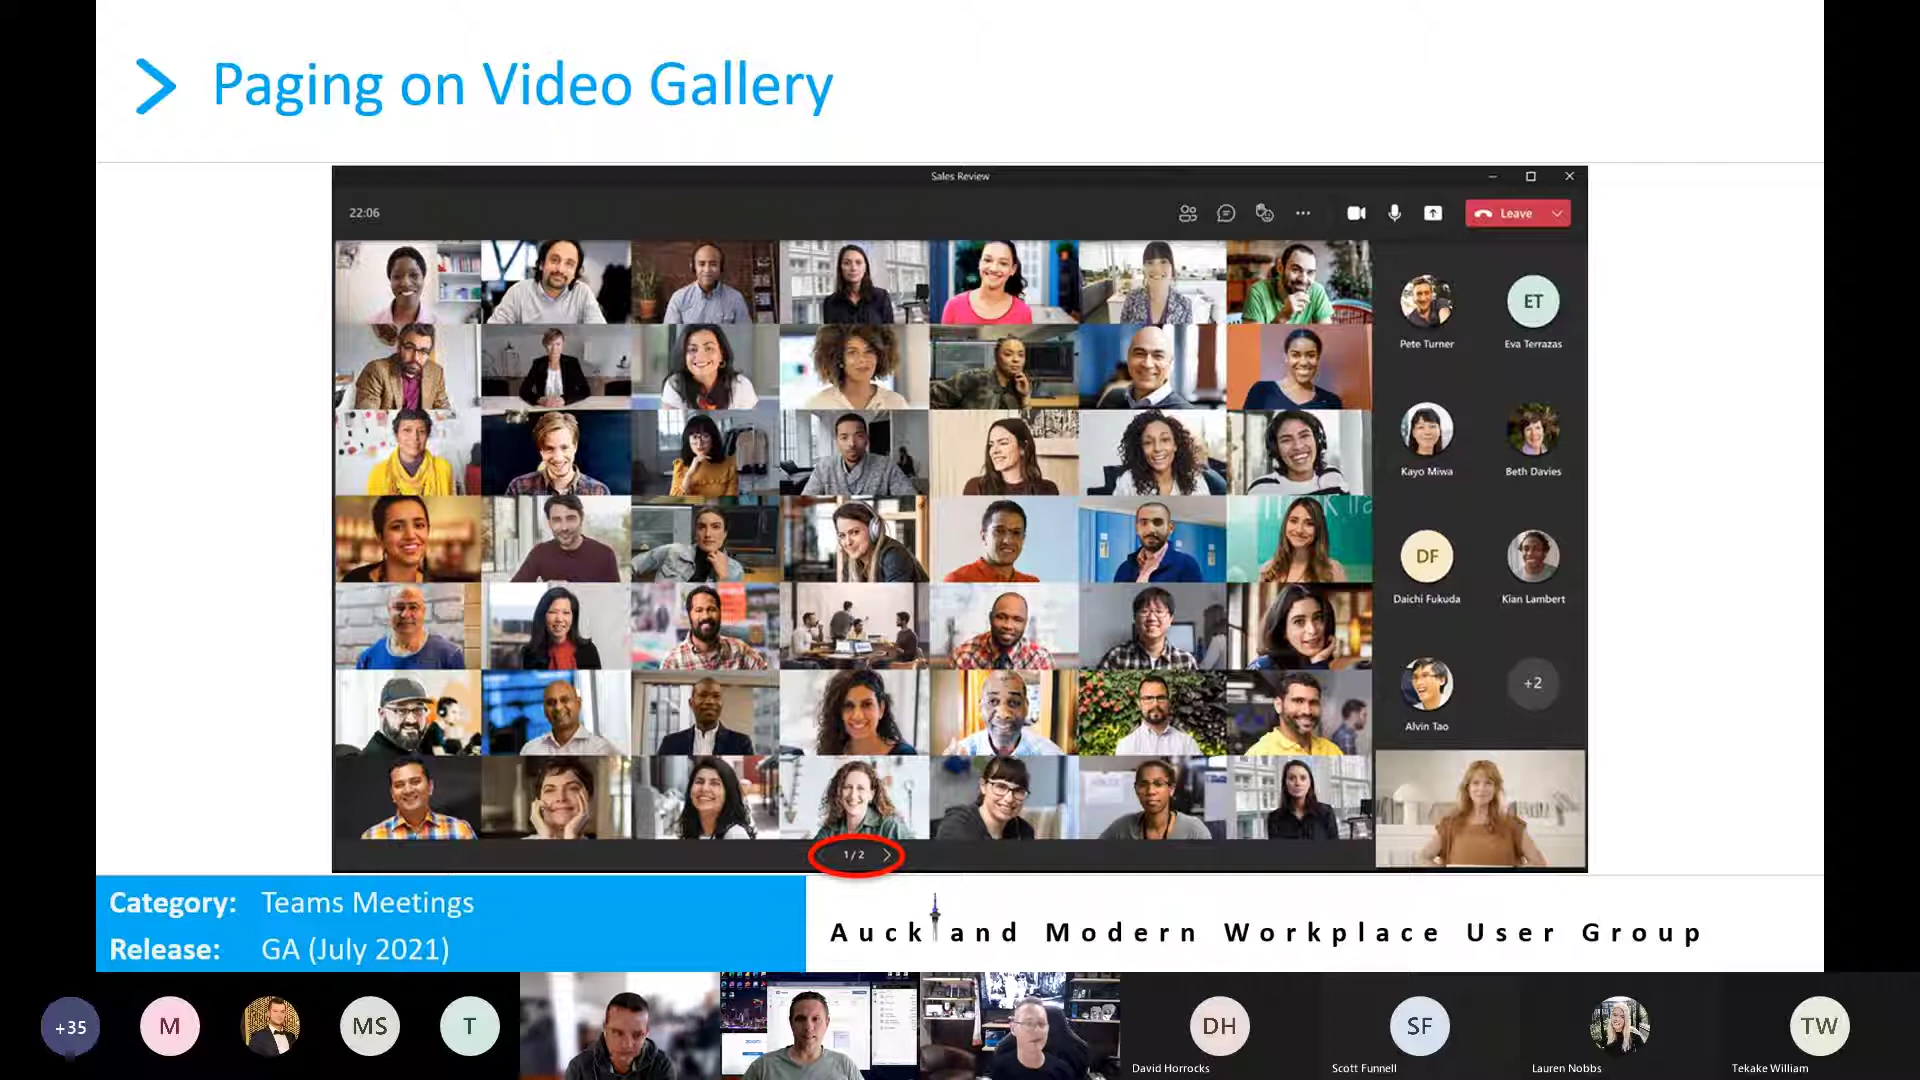 Paging on Video Gallery
Sales Review
22:06
Leave
ET
Pete Turner
Eva Terrazas
Kayo Miwa
Beth Davies
DF
Daichi Fukuda
Kian Lambert
+2
Alvin Tao
1 / 2
Category: Teams Meetings
Release: GA (July 2021)
Auckland Modern Workplace User Group
+35
M
MS
T
DH
SF
TW
David Horrocks
Scott Funnell
Lauren Nobbs
Tekake William